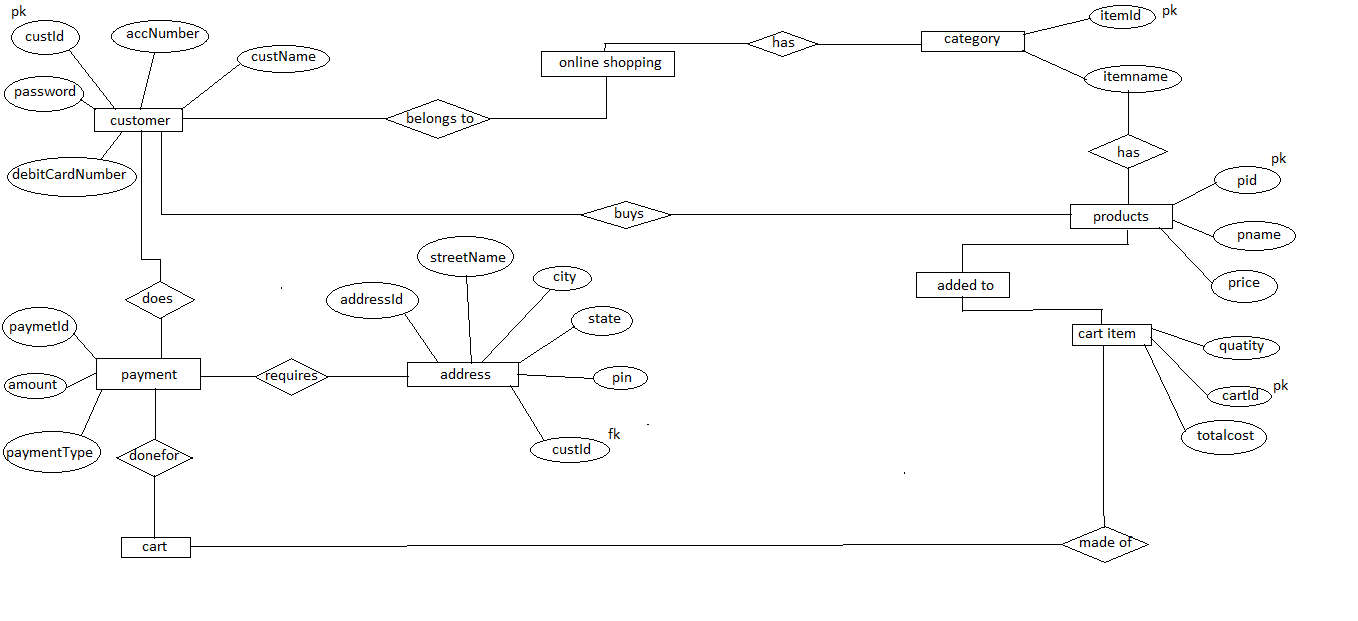 pk
custId
accNumber
custName
password
customer
debitCardNumber
belongs to
online shopping
has
category
itemId
pk
itemname
has
pk
pid
products
pname
price
buys
added to
cart item
quatity
cartId
pk
totalcost
does
paymetId
amount
payment
paymentType
requires
streetName
addressId
city
state
address
pin
fk
custId
donefor
cart
made of